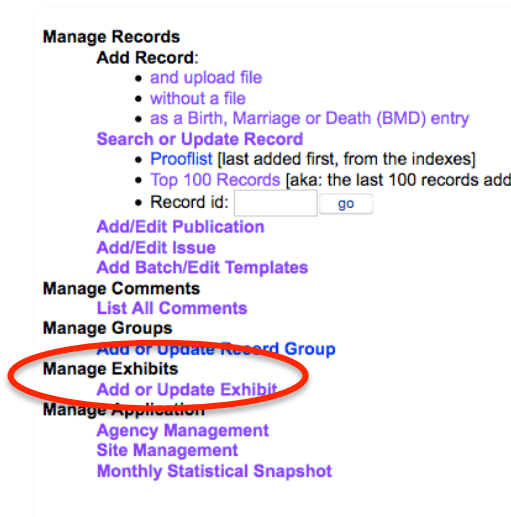 Manage Records
Add Record:
• and upload file
• without a file
• as a Birth, Marriage or Death (BMD) entry
Search or Update Record
• Prooflist [last added first, from the indexes]
• Top 100 Records [aka: the last 100 records add
• Record id: go
Add/Edit Publication
Add/Edit Issue
Add Batch/Edit Templates
Manage Comments
List All Comments
Manage Groups
Add or Update Record Group
Manage Exhibits
Add or Update Exhibit
Manage Application
Agency Management
Site Management
Monthly Statistical Snapshot